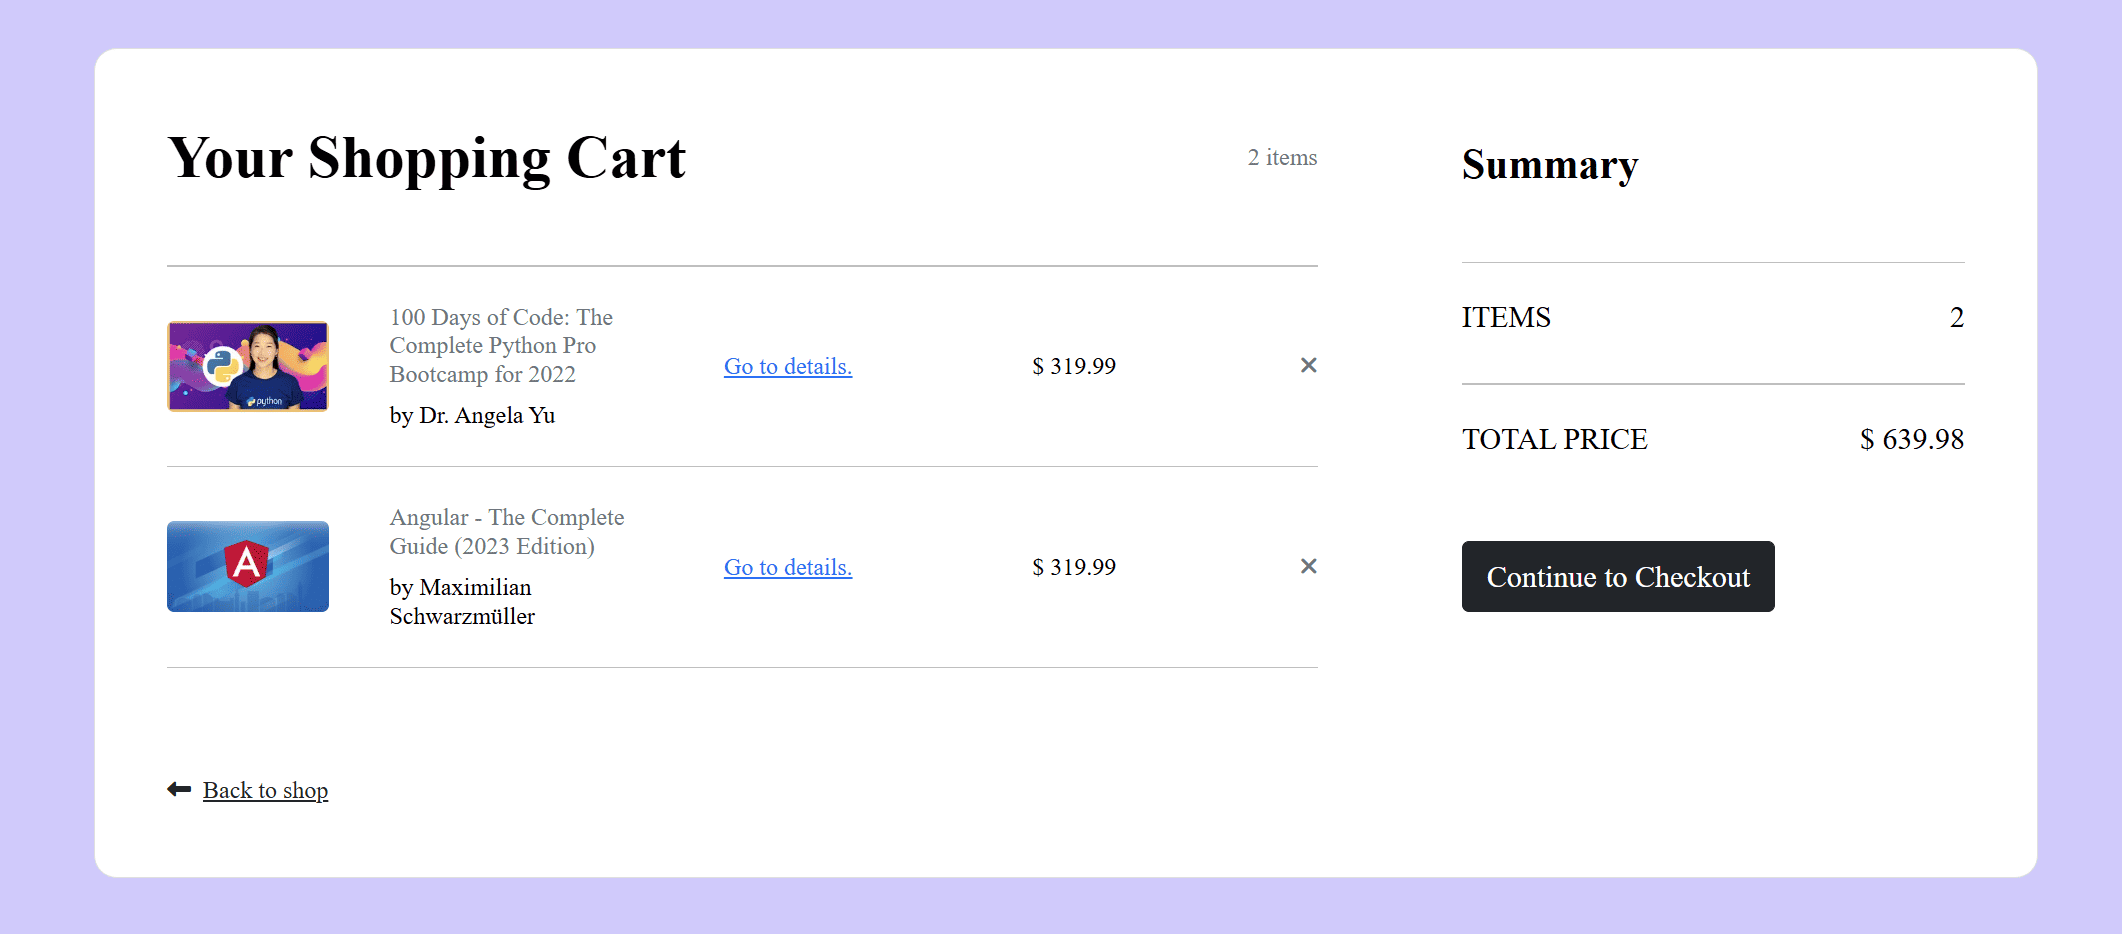 Your Shopping Cart
2 items
100 Days of Code: The
Complete Python Pro
Bootcamp for 2022
by Dr. Angela Yu
Go to details.
$ 319.99
python
Angular - The Complete
Guide (2023 Edition)
by Maximilian
Schwarzmüller
Go to details.
$ 319.99
A
Back to shop
Summary
ITEMS
2
TOTAL PRICE
$ 639.98
Continue to Checkout